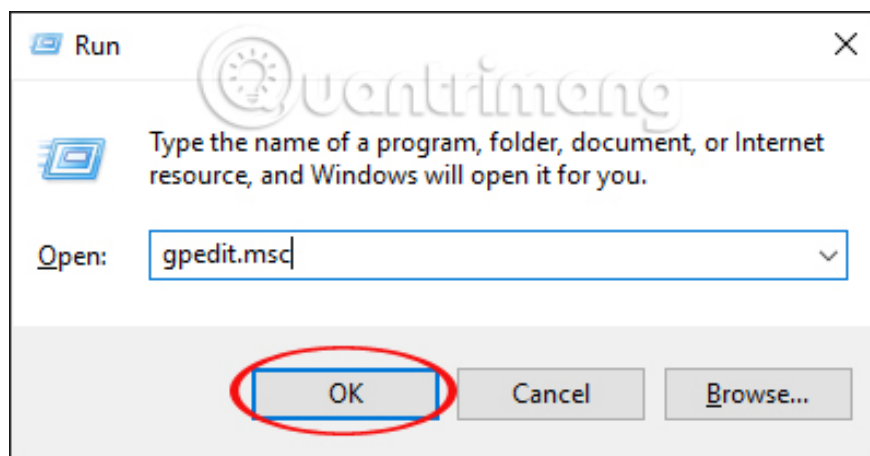 Run
Quantrimang
Type the name of a program, folder, document, or Internet
resource, and Windows will open it for you.
Open: gpedit.msc
OK Cancel Browse...